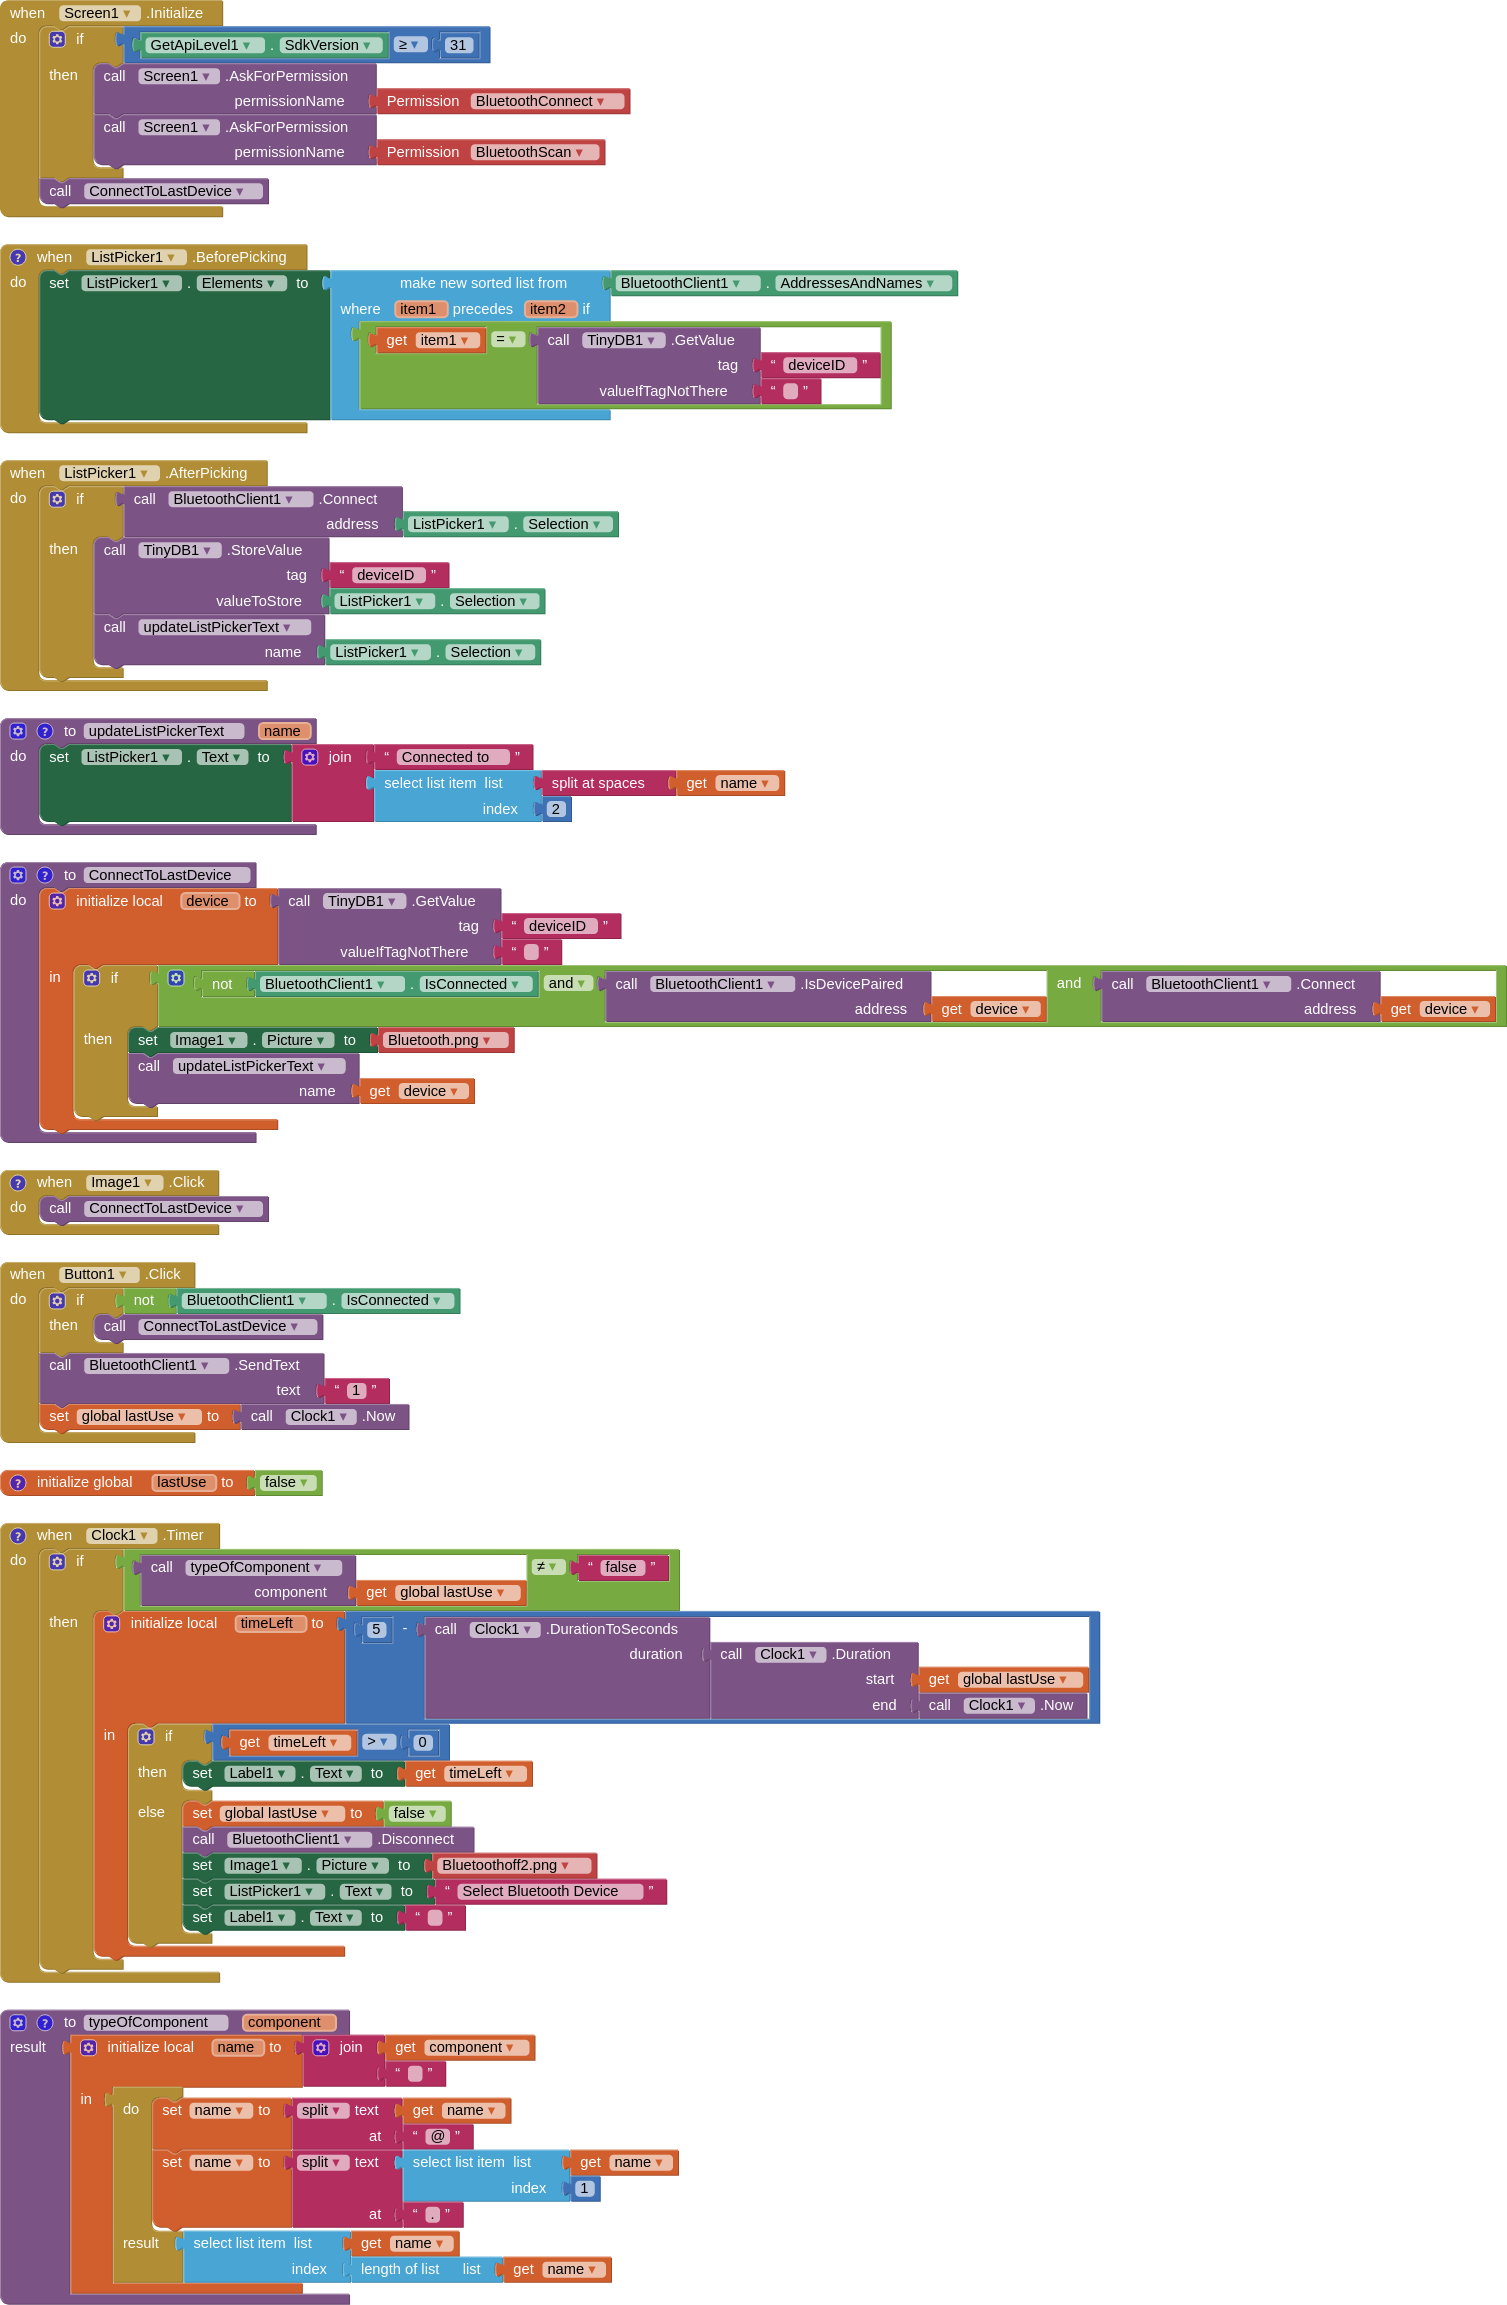 when Screen1 .Initialize
do if GetApiLevel1 . SdkVersion ≥ 31
then call Screen1 .AskForPermission
permissionName Permission BluetoothConnect
call Screen1 .AskForPermission
permissionName Permission BluetoothScan
call ConnectToLastDevice
? when ListPicker1 .BeforePicking
do set ListPicker1 . Elements to make new sorted list from BluetoothClient1 . AddressesAndNames
where item1 precedes item2 if
get item1 = call TinyDB1 .GetValue
tag “ deviceID ”
valueIfTagNotThere “ ”
when ListPicker1 .AfterPicking
do if call BluetoothClient1 .Connect
address ListPicker1 . Selection
then call TinyDB1 .StoreValue
tag “ deviceID ”
valueToStore ListPicker1 . Selection
call updateListPickerText
name ListPicker1 . Selection
? to updateListPickerText name
do set ListPicker1 . Text to join “ Connected to ”
select list item list split at spaces get name
index 2
? to ConnectToLastDevice
do initialize local device to call TinyDB1 .GetValue
tag “ deviceID ”
valueIfTagNotThere “ ”
in if not BluetoothClient1 . IsConnected and call BluetoothClient1 .IsDevicePaired and call BluetoothClient1 .Connect
address get device address get device
then set Image1 . Picture to Bluetooth.png
call updateListPickerText
name get device
? when Image1 .Click
do call ConnectToLastDevice
when Button1 .Click
do if not BluetoothClient1 . IsConnected
then call ConnectToLastDevice
call BluetoothClient1 .SendText
text “ 1 ”
set global lastUse to call Clock1 .Now
? initialize global lastUse to false
? when Clock1 .Timer
do if call typeOfComponent ≠ “ false ”
component get global lastUse
then initialize local timeLeft to 5 - call Clock1 .DurationToSeconds
duration call Clock1 .Duration
start get global lastUse
end call Clock1 .Now
in if get timeLeft > 0
then set Label1 . Text to get timeLeft
else set global lastUse to false
call BluetoothClient1 .Disconnect
set Image1 . Picture to Bluetoothoff2.png
set ListPicker1 . Text to “ Select Bluetooth Device ”
set Label1 . Text to “ ”
? to typeOfComponent component
result initialize local name to join get component
“ ”
in do set name to split text get name
at “ @ ”
set name to split text select list item list get name
index 1
at “ . ”
result select list item list get name
index length of list list get name